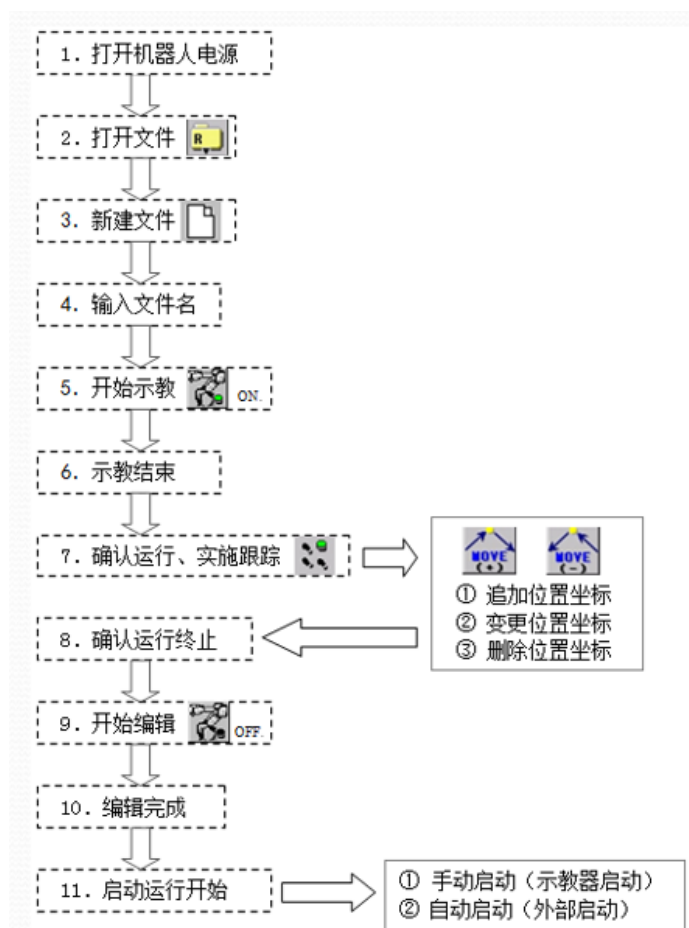 1. 打开机器人电源
2. 打开文件 R
3. 新建文件
4. 输入文件名
5. 开始示教 ON.
6. 示教结束
7. 确认运行、实施跟踪
MOVE (+) MOVE (-)
① 追加位置坐标
② 变更位置坐标
③ 删除位置坐标
8. 确认运行终止
9. 开始编辑 OFF.
10. 编辑完成
11. 启动运行开始
① 手动启动（示教器启动）
② 自动启动（外部启动）